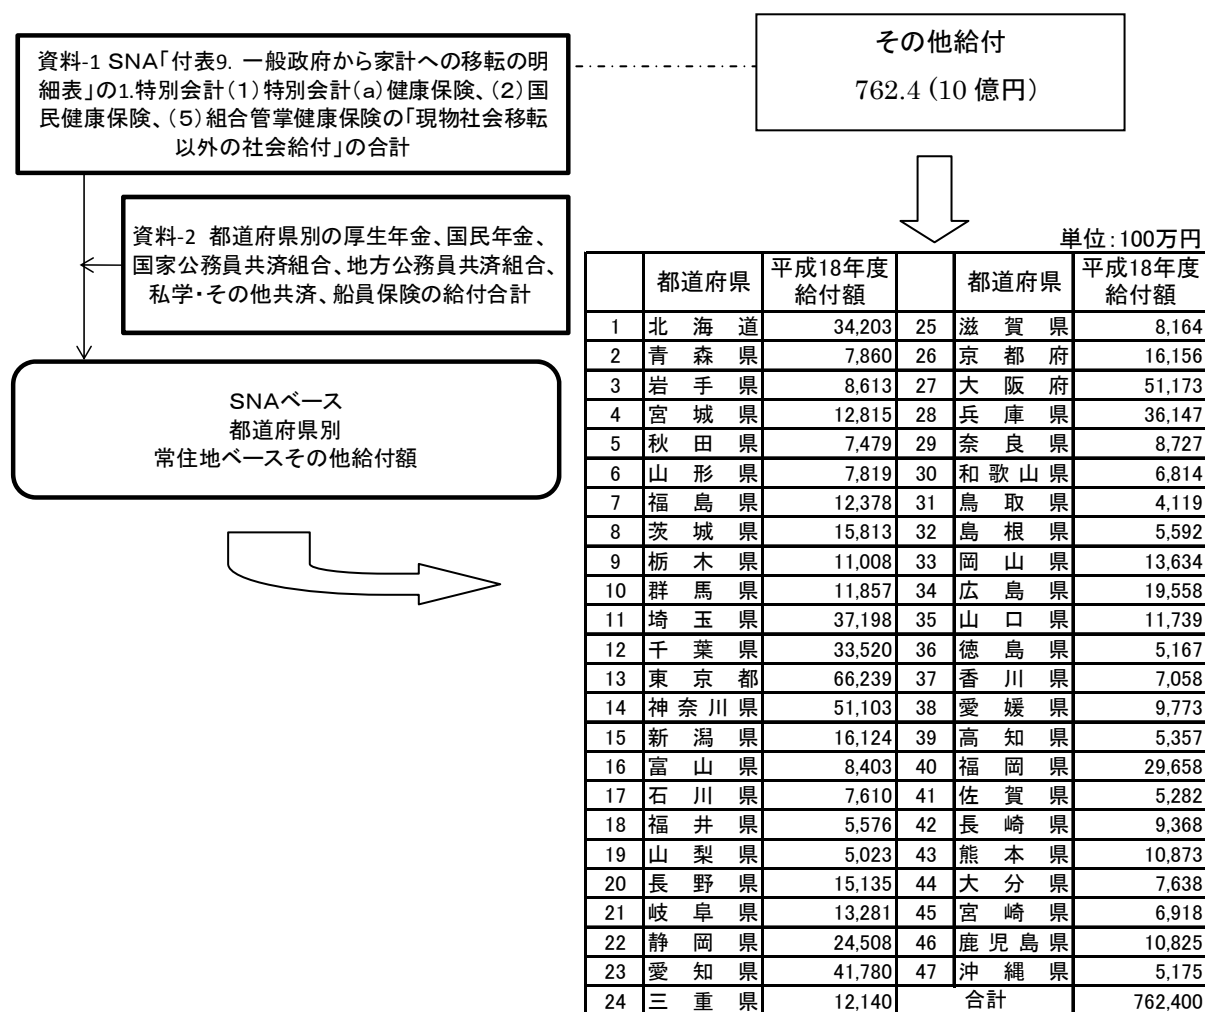 資料-1 SNA「付表9. 一般政府から家計への移転の明
細表」の1.特別会計（1）特別会計（a）健康保険、（2）国
民健康保険、（5）組合管掌健康保険の「現物社会移転
以外の社会給付」の合計
その他給付
762.4 (10 億円）
資料-2 都道府県別の厚生年金、国民年金、
国家公務員共済組合、地方公務員共済組合、
私学・その他共済、船員保険の給付合計
SNAベース
都道府県別
常住地ベースその他給付額
単位：100万円
都道府県 平成18年度給付額 都道府県 平成18年度給付額
1 北海道 34,203 25 滋賀県 8,164
2 青森県 7,860 26 京都府 16,156
3 岩手県 8,613 27 大阪府 51,173
4 宮城県 12,815 28 兵庫県 36,147
5 秋田県 7,479 29 奈良県 8,727
6 山形県 7,819 30 和歌山県 6,814
7 福島県 12,378 31 鳥取県 4,119
8 茨城県 15,813 32 島根県 5,592
9 栃木県 11,008 33 岡山県 13,634
10 群馬県 11,857 34 広島県 19,558
11 埼玉県 37,198 35 山口県 11,739
12 千葉県 33,520 36 徳島県 5,167
13 東京都 66,239 37 香川県 7,058
14 神奈川県 51,103 38 愛媛県 9,773
15 新潟県 16,124 39 高知県 5,357
16 富山県 8,403 40 福岡県 29,658
17 石川県 7,610 41 佐賀県 5,282
18 福井県 5,576 42 長崎県 9,368
19 山梨県 5,023 43 熊本県 10,873
20 長野県 15,135 44 大分県 7,638
21 岐阜県 13,281 45 宮崎県 6,918
22 静岡県 24,508 46 鹿児島県 10,825
23 愛知県 41,780 47 沖縄県 5,175
24 三重県 12,140 合計 762,400